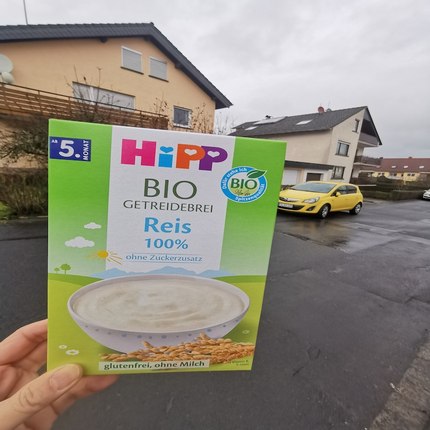 AB
5.
MONAT
HiPP
BIO
GETREIDEBREI
Reis
100%
ohne Zuckerzusatz
BIO
glutenfrei, ohne Milch